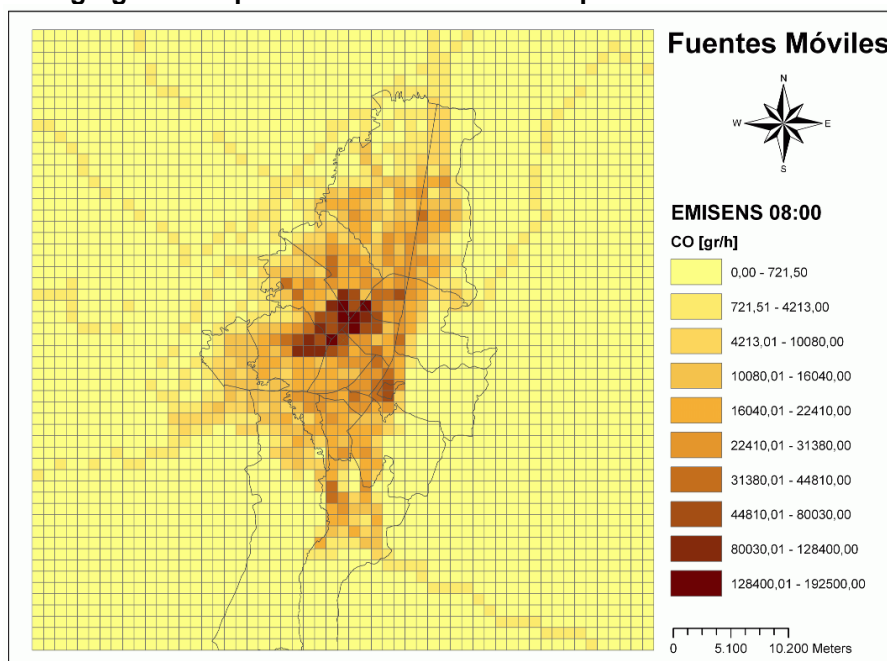 Fuentes Móviles
N
W E
S
EMISENS 08:00
CO [gr/h]
0,00 - 721,50
721,51 - 4213,00
4213,01 - 10080,00
10080,01 - 16040,00
16040,01 - 22410,00
22410,01 - 31380,00
31380,01 - 44810,00
44810,01 - 80030,00
80030,01 - 128400,00
128400,01 - 192500,00
0 5.100 10.200 Meters